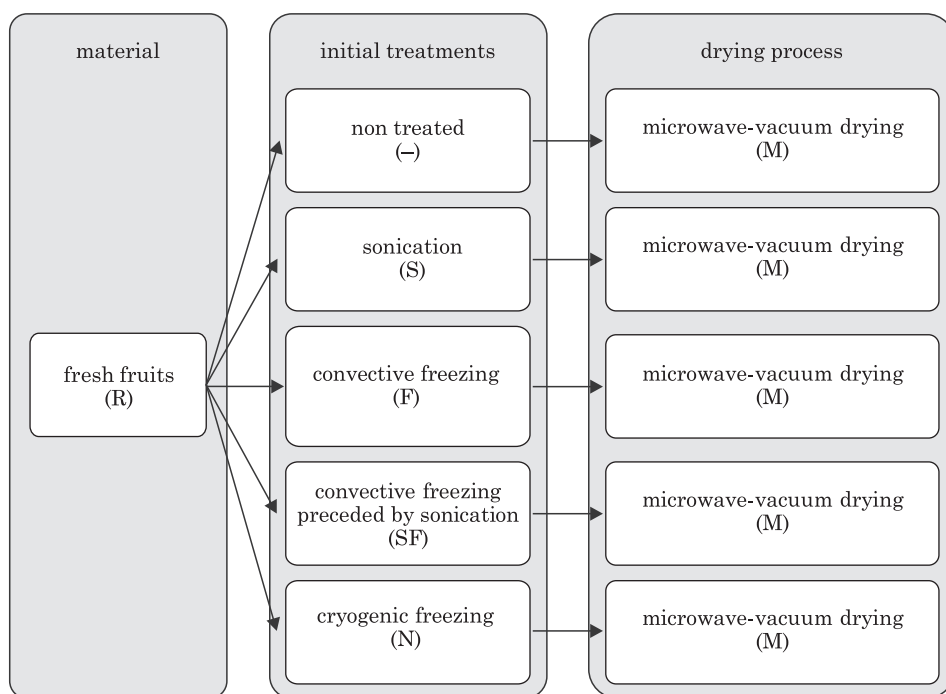 material
initial treatments
drying process
fresh fruits
(R)
non treated
(–)
microwave-vacuum drying
(M)
sonication
(S)
microwave-vacuum drying
(M)
convective freezing
(F)
microwave-vacuum drying
(M)
convective freezing
preceded by sonication
(SF)
microwave-vacuum drying
(M)
cryogenic freezing
(N)
microwave-vacuum drying
(M)